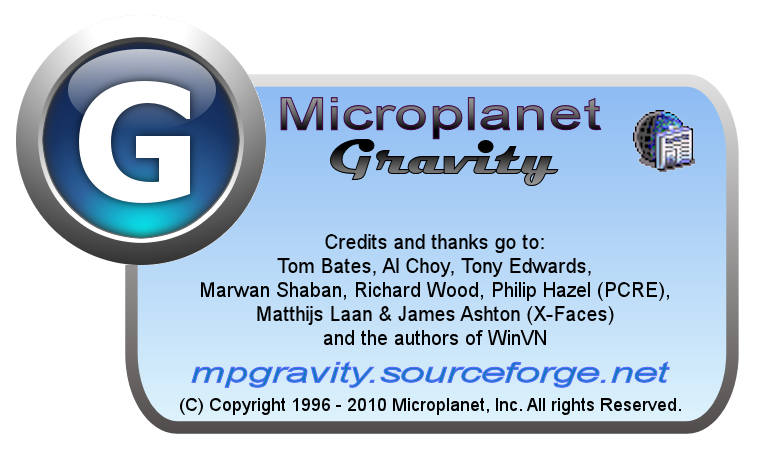 G
Microplanet
Gravity
Credits and thanks go to:
Tom Bates, Al Choy, Tony Edwards,
Marwan Shaban, Richard Wood, Philip Hazel (PCRE),
Matthijs Laan & James Ashton (X-Faces)
and the authors of WinVN
mpgravity.sourceforge.net
(C) Copyright 1996 - 2010 Microplanet, Inc. All rights Reserved.